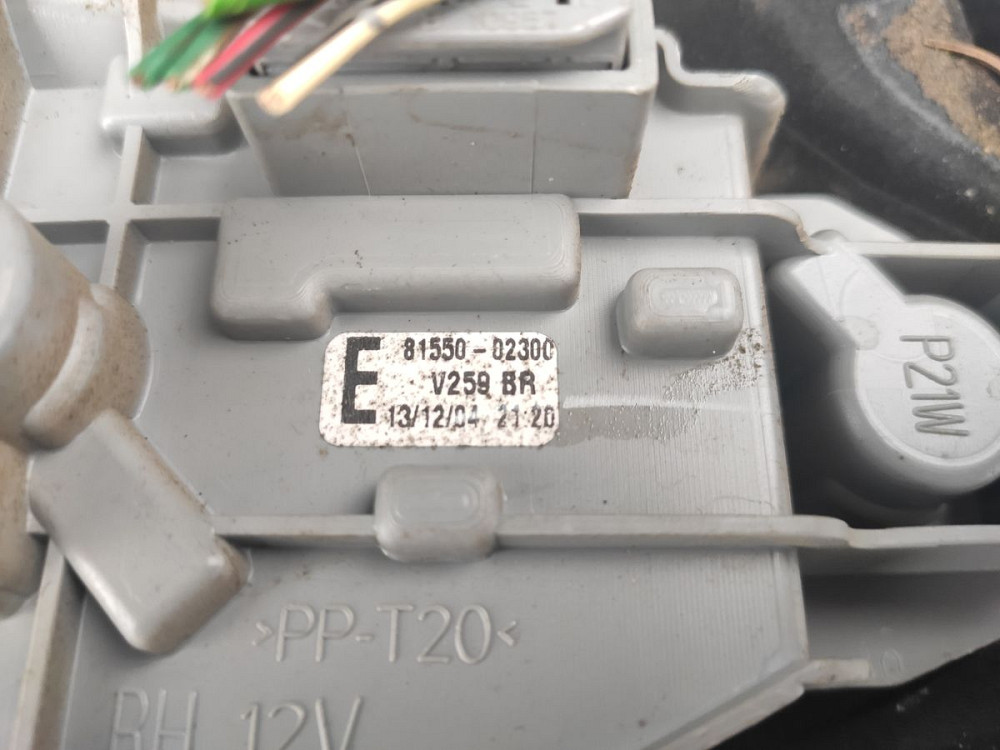 E
81550-02300
V259 BR
13/12/04 21:20
P21W
>PP-T20<
RH 12V